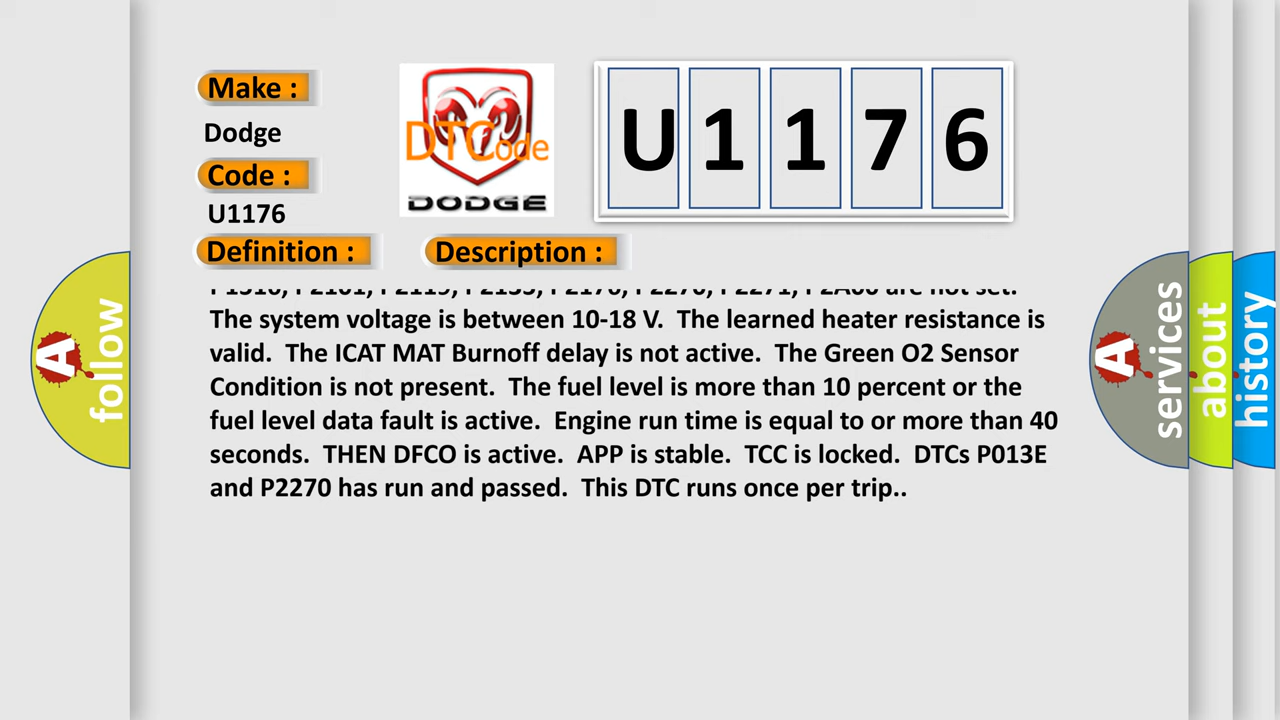 Make :
Dodge
Code :
U1176
Definition :
Description :
DTCode
DODGE
U1176
are not set.
The system voltage is between 10-18 V. The learned heater resistance is
valid. The ICAT MAT Burnoff delay is not active. The Green O2 Sensor
Condition is not present. The fuel level is more than 10 percent or the
fuel level data fault is active. Engine run time is equal to or more than 40
seconds. THEN DFCO is active. APP is stable. TCC is locked. DTCs P013E
and P2270 has run and passed. This DTC runs once per trip..
A
follow
A
services
about
history